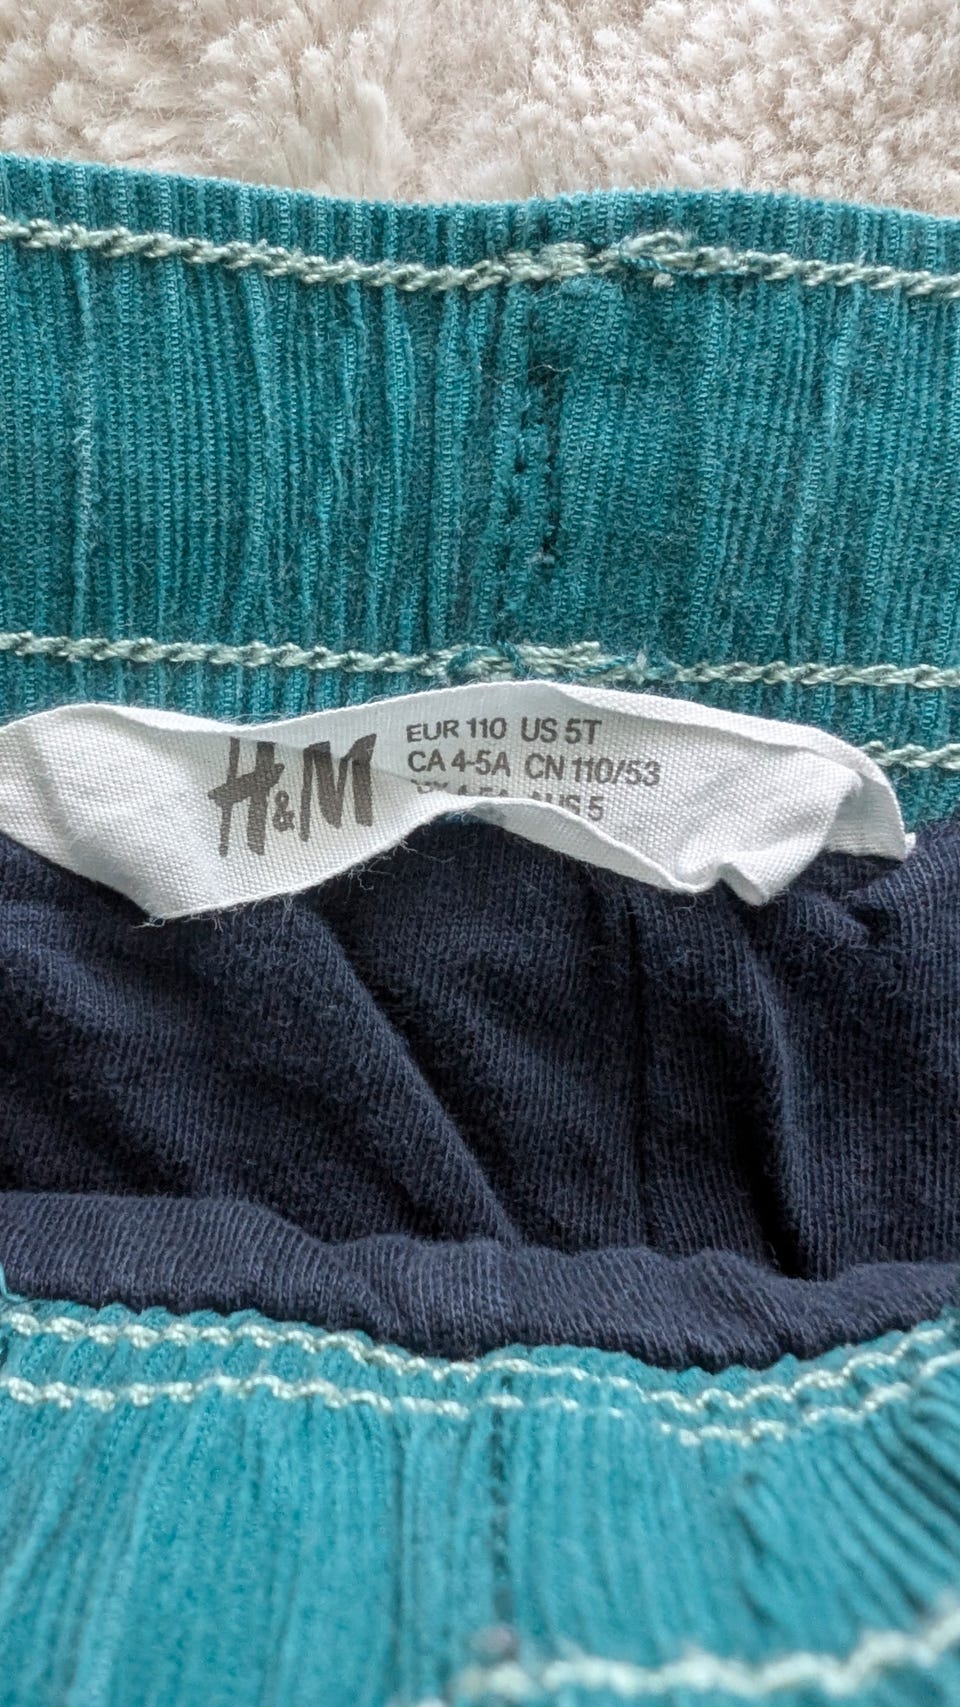 H&M
EUR 110 US 5T
CA 4-5A CN 110/53
AUS 5